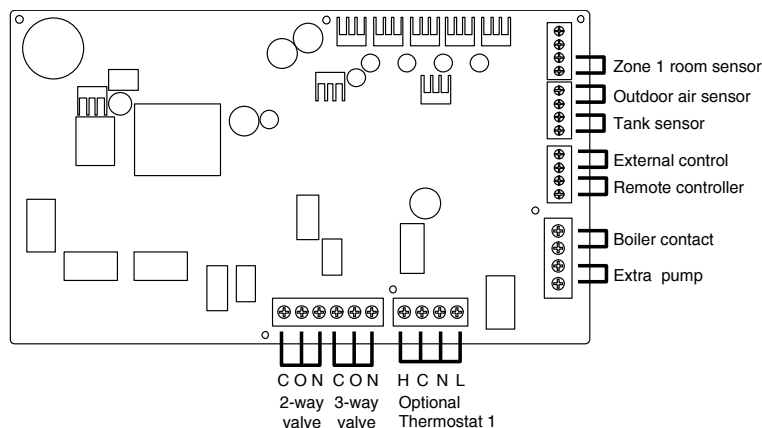 Zone 1 room sensor
Outdoor air sensor
Tank sensor
External control
Remote controller
Boiler contact
Extra pump
C O N C O N H C N L
2-way 3-way Optional
valve valve Thermostat 1